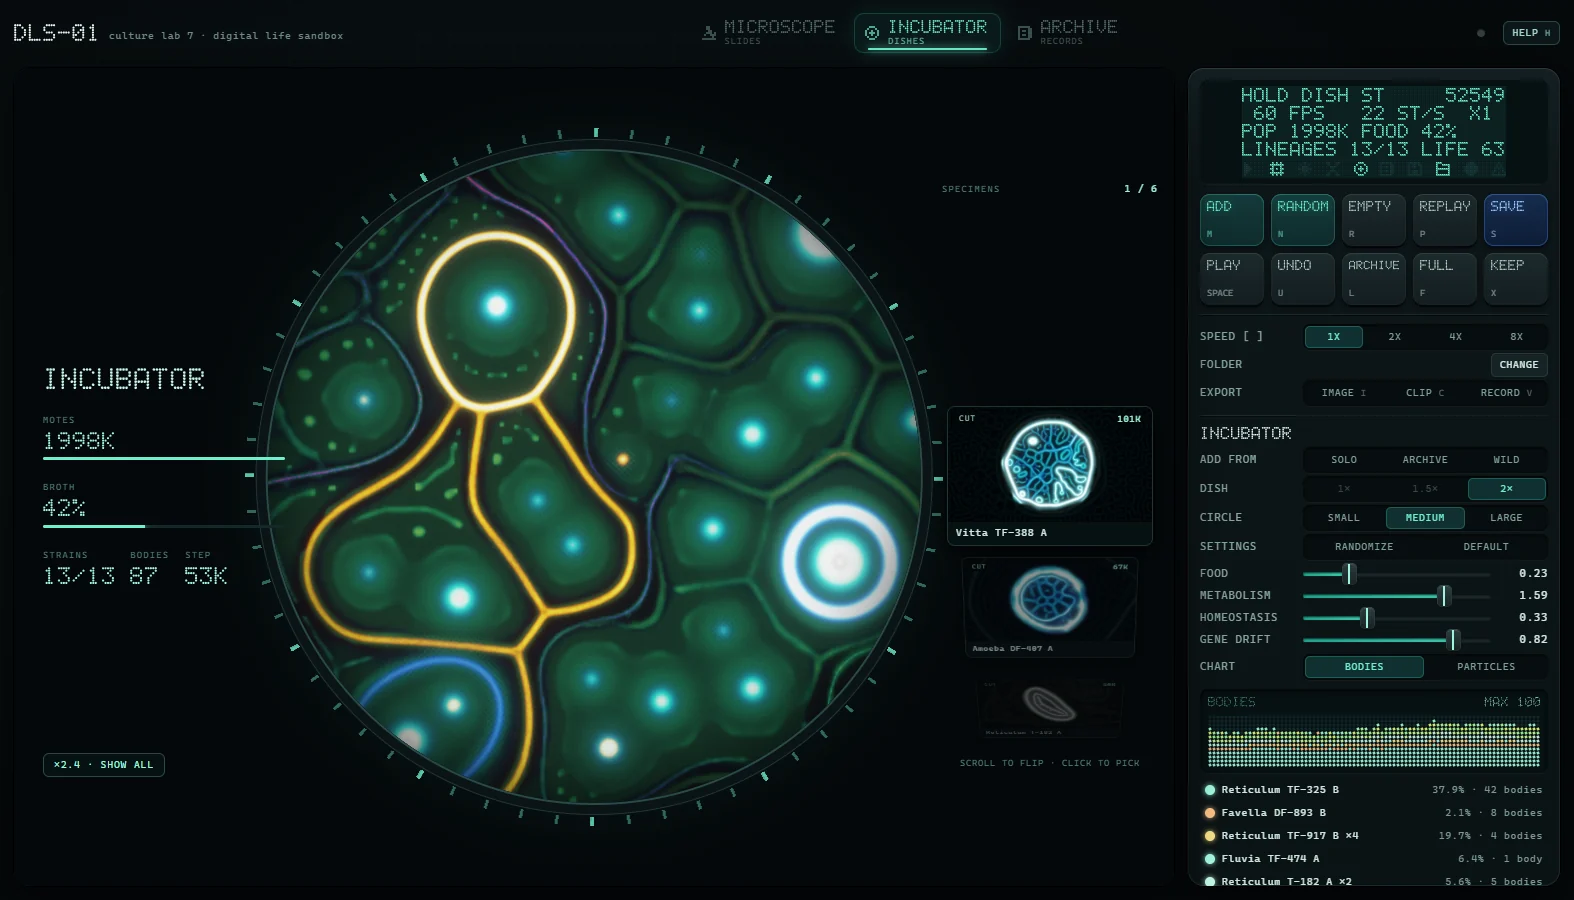 DLS-01 culture lab 7 · digital life sandbox
MICROSCOPE
SLIDES
INCUBATOR
DISHES
ARCHIVE
RECORDS
HELP H
HOLD DISH ST 52549
60 FPS 22 ST/S X1
POP 1998K FOOD 42%
LINEAGES 13/13 LIFE 63
ADD
M
RANDOM
N
EMPTY
R
REPLAY
P
SAVE
S
PLAY
SPACE
UNDO
U
ARCHIVE
L
FULL
F
KEEP
X
SPEED [ ] 1X 2X 4X 8X
FOLDER CHANGE
EXPORT IMAGE I CLIP C RECORD V
INCUBATOR
ADD FROM SOLO ARCHIVE WILD
DISH 1× 1.5× 2×
CIRCLE SMALL MEDIUM LARGE
SETTINGS RANDOMIZE DEFAULT
FOOD 0.23
METABOLISM 1.59
HOMEOSTASIS 0.33
GENE DRIFT 0.82
CHART BODIES PARTICLES
BODIES MAX 100
Reticulum TF-325 B 37.9% · 42 bodies
Favella DF-893 B 2.1% · 8 bodies
Reticulum TF-917 B ×4 19.7% · 4 bodies
Fluvia TF-474 A 6.4% · 1 body
Reticulum T-182 A ×2 5.6% · 5 bodies
INCUBATOR
MOTES
1998K
BROTH
42%
STRAINS BODIES STEP
13/13 87 53K
×2.4 · SHOW ALL
SPECIMENS 1 / 6
CUT 101K
Vitta TF-388 A
CUT 67K
Amoeba DF-407 A
CUT
Reticulum T-182 A
SCROLL TO FLIP · CLICK TO PICK